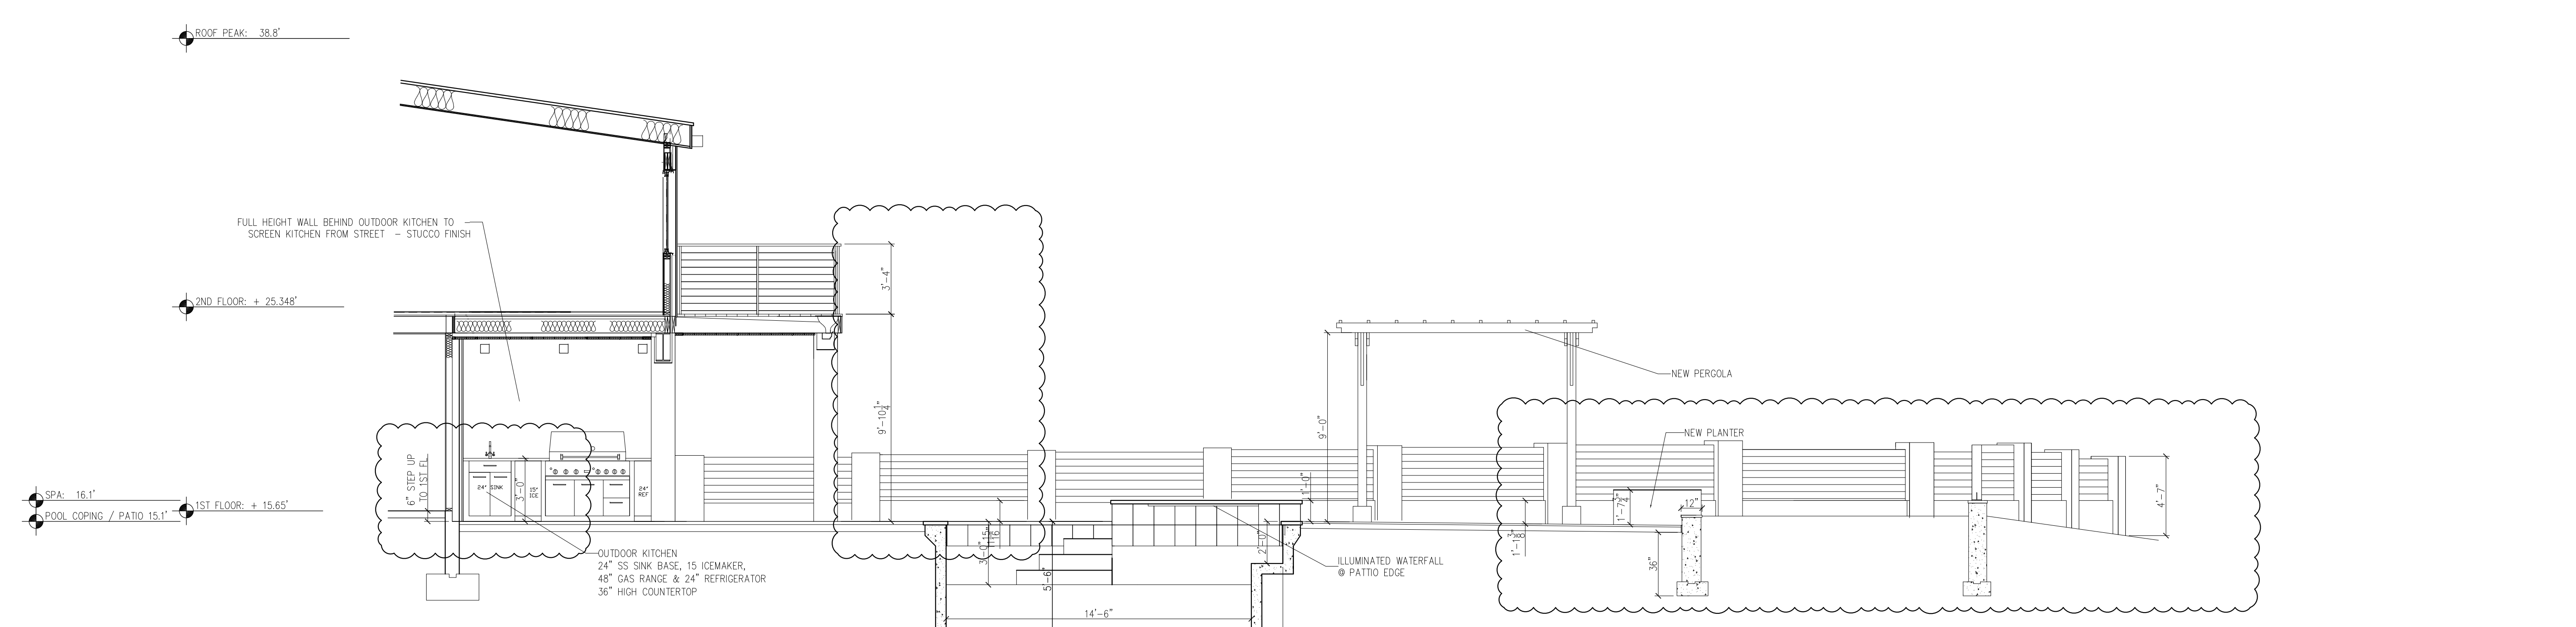 ROOF PEAK:  38.8'
FULL HEIGHT WALL BEHIND OUTDOOR KITCHEN TO
SCREEN KITCHEN FROM STREET  - STUCCO FINISH
2ND FLOOR: + 25.348'
3'-4"
9'-10 1/4"
9'-0"
NEW PERGOLA
NEW PLANTER
6" STEP UP
TO 1ST FL
24" SINK
3'-0"
15"
ICE
24"
REF
SPA:  16.1'
1ST FLOOR: + 15.65'
POOL COPING / PATIO 15.1'
1'-0"
12"
4'-7"
2'-0"
5'-6"
36"
14'-6"
OUTDOOR KITCHEN
24" SS SINK BASE, 15 ICEMAKER,
48" GAS RANGE & 24" REFRIGERATOR
36" HIGH COUNTERTOP
ILLUMINATED WATERFALL
@ PATTIO EDGE